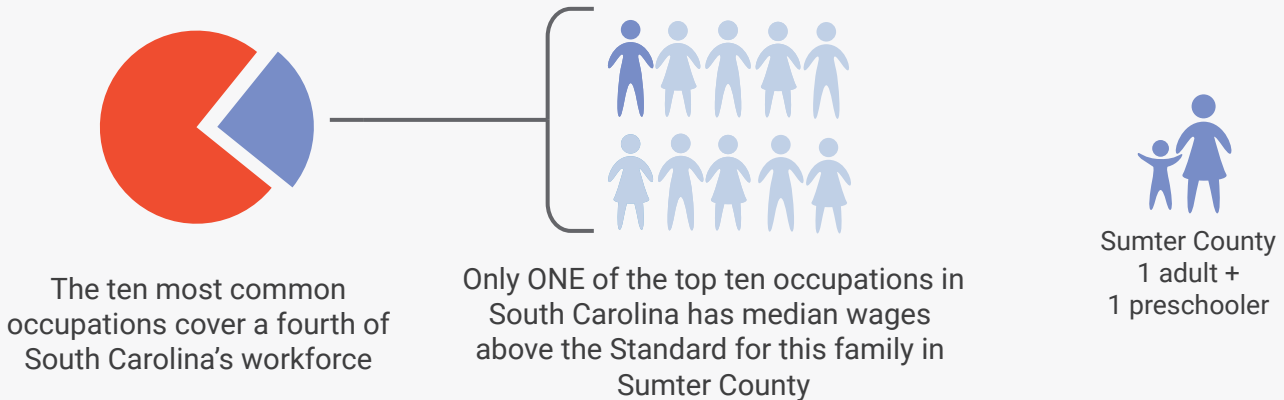 The ten most common
occupations cover a fourth of
South Carolina's workforce
Only ONE of the top ten occupations in
South Carolina has median wages
above the Standard for this family in
Sumter County
Sumter County
1 adult +
1 preschooler